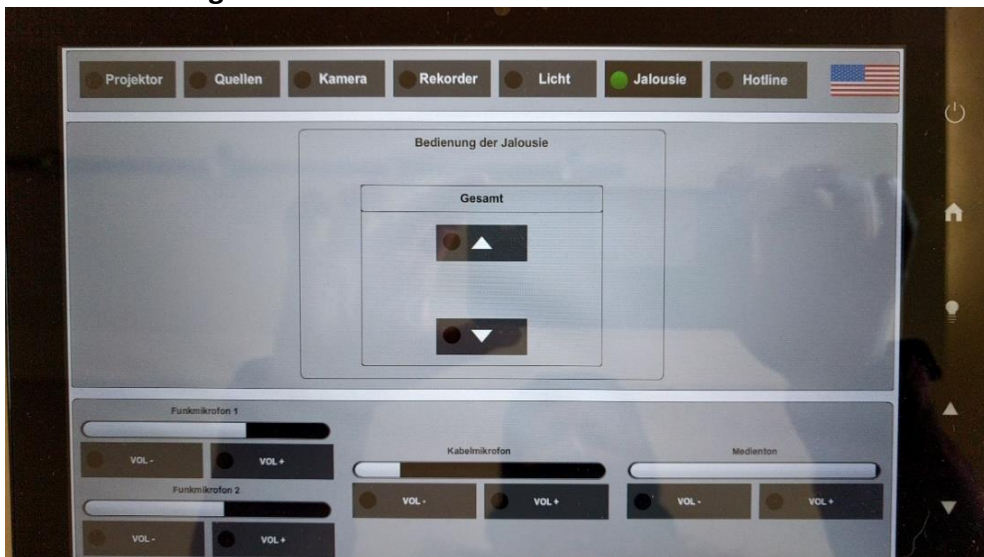 Projektor Quellen Kamera Rekorder Licht Jalousie Hotline
Bedienung der Jalousie
Gesamt
Funkmikrofon 1
VOL - VOL +
Funkmikrofon 2
VOL - VOL +
Kabelmikrofon
VOL - VOL +
Medienton
VOL - VOL +